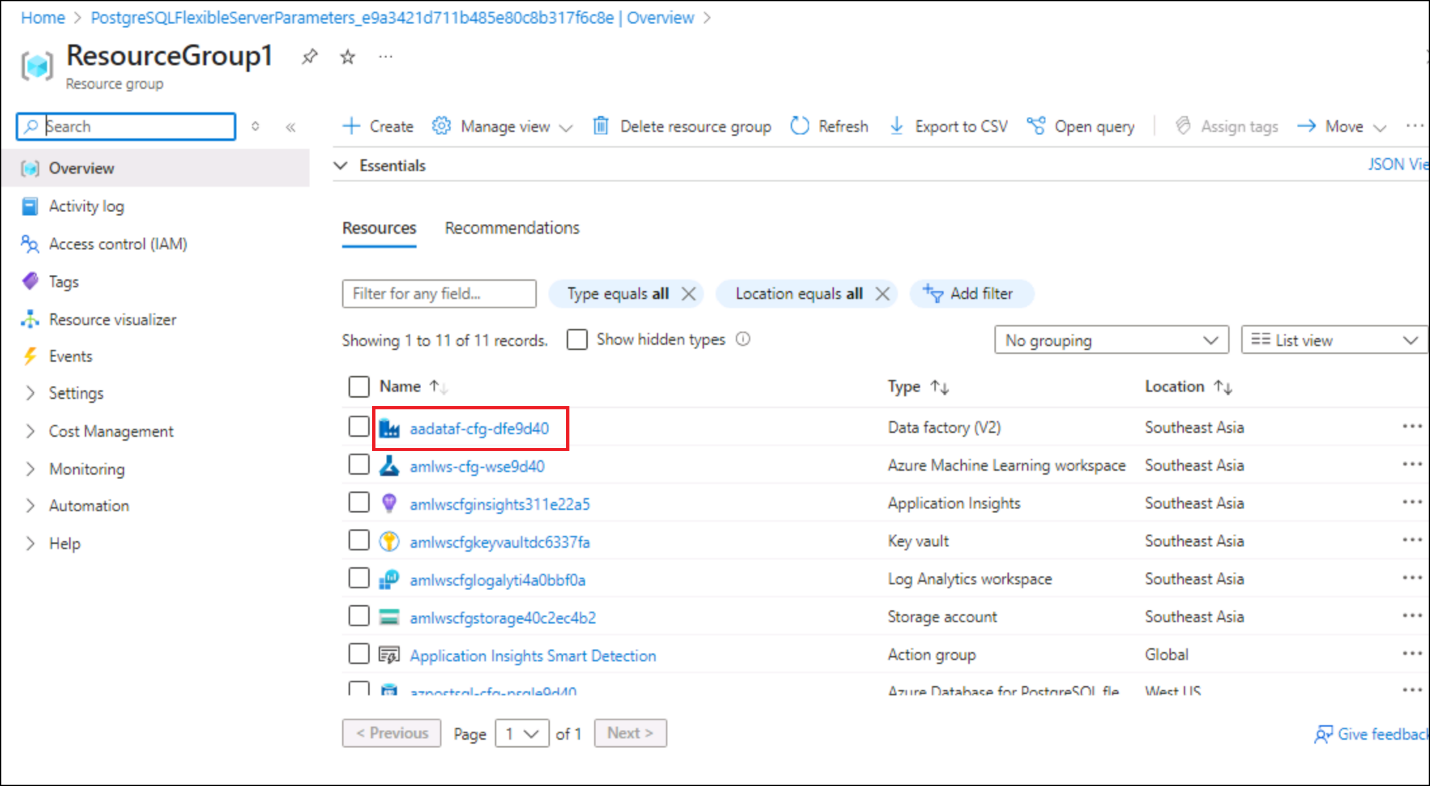 Home > PostgreSQLFlexibleServerParameters_e9a3421d711b485e80c8b317f6c8e | Overview >
ResourceGroup1
Resource group
Search
Create Manage view Delete resource group Refresh Export to CSV Open query Assign tags Move
Overview
Activity log
Access control (IAM)
Tags
Resource visualizer
Events
Settings
Cost Management
Monitoring
Automation
Help
Essentials JSON Vie
Resources Recommendations
Filter for any field... Type equals all Location equals all Add filter
Showing 1 to 11 of 11 records. Show hidden types No grouping List view
Name Type Location
aadataf-cfg-dfe9d40 Data factory (V2) Southeast Asia
amlws-cfg-wse9d40 Azure Machine Learning workspace Southeast Asia
amlwscfginsights311e22a5 Application Insights Southeast Asia
amlwscfgkeyvaultdc6337fa Key vault Southeast Asia
amlwscfglogalyti4a0bbf0a Log Analytics workspace Southeast Asia
amlwscfgstorage40c2ec4b2 Storage account Southeast Asia
Application Insights Smart Detection Action group Global
azpostsql-cfg-psqle9d40 Azure Database for PostgreSQL fle West US
< Previous Page 1 of 1 Next > Give feedback